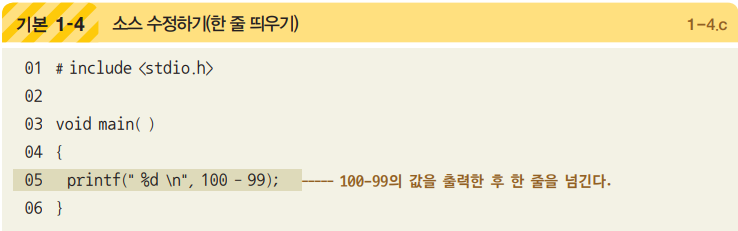 기본 1-4 소스 수정하기(한 줄 띄우기) 1-4.c
01 # include <stdio.h>
02
03 void main( )
04 {
05 printf(" %d \n", 100 - 99); ----- 100-99의 값을 출력한 후 한 줄을 넘긴다.
06 }